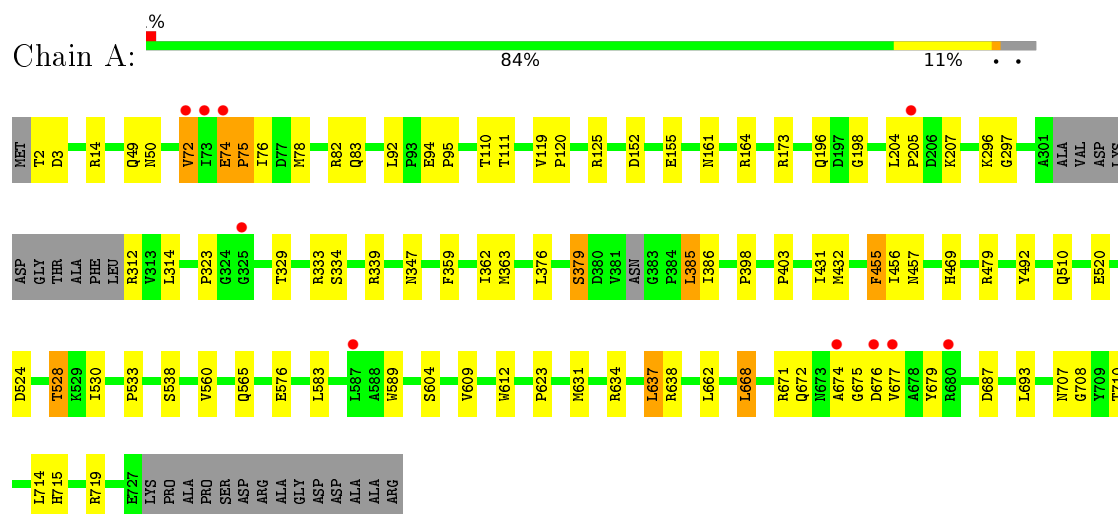 .%
Chain A:
84% 11% • •
MET T2 D3 R14 Q49 N50 V72 I73 E74 P75 I76 D77 M78 R82 Q83 L92 P93 E94 P95 T110 T111 V119 P120 R125 D152 E155 N161 R164 R173 Q196 D197 G198 L204 P205 D206 K207 K296 G297 A301 ALA VAL ASP LYS
ASP GLY THR ALA PHE LEU R312 V313 L314 P323 G324 G325 T329 R333 S334 R339 N347 F359 I362 M363 L376 S379 D380 V381 ASN G383 P384 L385 I386 P398 P403 I431 M432 F455 I456 N457 H469 R479 Y492 Q510 E520
D524 T528 K529 I530 P533 S538 V560 Q565 E576 L583 L587 A588 W589 S604 V609 W612 P623 M631 R634 L637 R638 L662 L668 R671 Q672 N673 A674 G675 D676 V677 A678 Y679 R680 D687 L693 N707 G708 Y709 T710
L714 H715 R719 E727 LYS PRO ALA PRO SER ASP ARG ALA GLY ASP ASP ALA ALA ARG